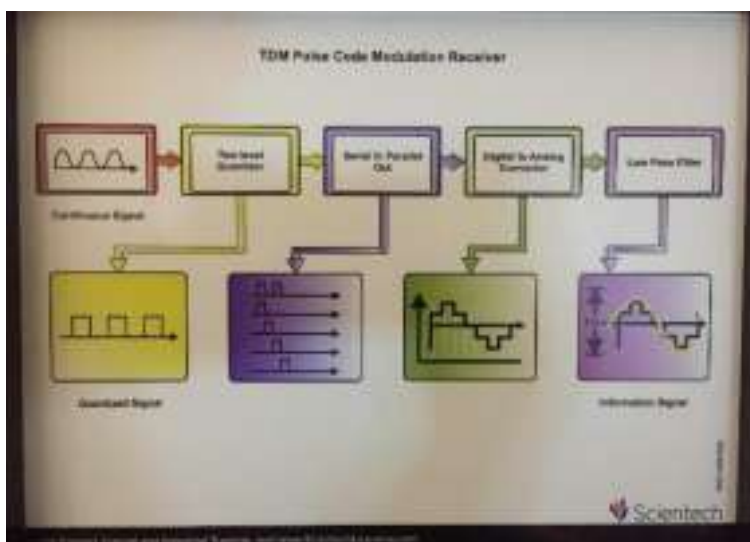 TDM Pulse Code Modulation Receiver
Two level
Quantizer
Serial in Parallel
Out
Digital to Analog
Converter
Low Pass Filter
Continuous Signal
Quantized Signal
Information Signal
Scientech